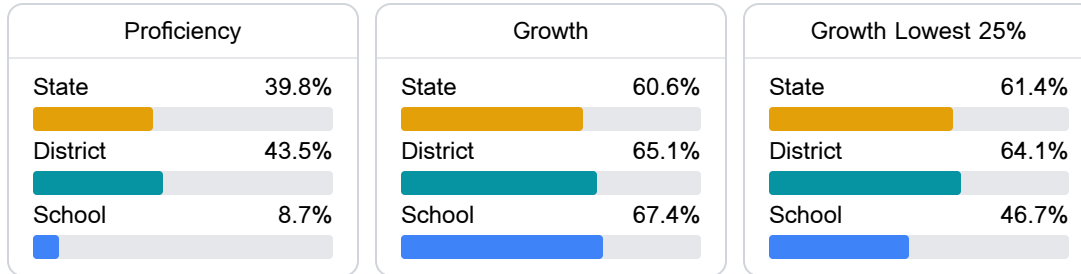 Proficiency
State 39.8%
District 43.5%
School 8.7%
Growth
State 60.6%
District 65.1%
School 67.4%
Growth Lowest 25%
State 61.4%
District 64.1%
School 46.7%